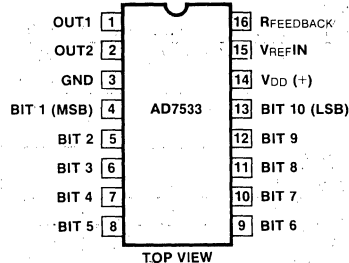 OUT1 1 16 RFEEDBACK
OUT2 2 15 VREFIN
GND 3 14 VDD (+)
BIT 1 (MSB) 4 AD7533 13 BIT 10 (LSB)
BIT 2 5 12 BIT 9
BIT 3 6 11 BIT 8
BIT 4 7 10 BIT 7
BIT 5 8 9 BIT 6
TOP VIEW